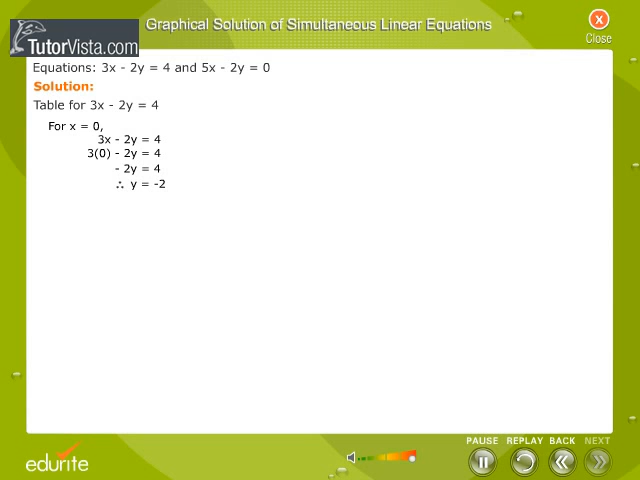 Graphical Solution of Simultaneous Linear Equations
x
Close
TutorVista.com
Equations: 3x - 2y = 4 and 5x - 2y = 0
Solution:
Table for 3x - 2y = 4
For x = 0,
3x - 2y = 4
3(0) - 2y = 4
- 2y = 4
∴ y = -2
PAUSE REPLAY BACK NEXT
edurite